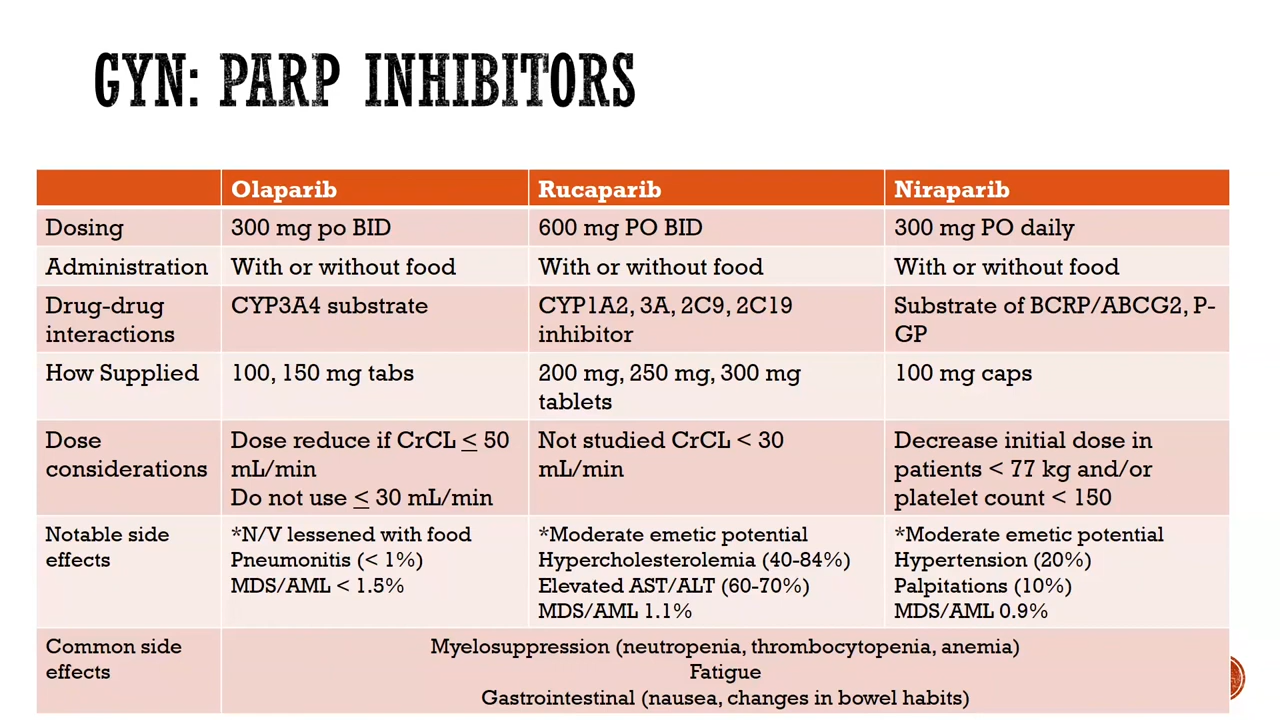 GYN: PARP INHIBITORS
Olaparib Rucaparib Niraparib
Dosing 300 mg po BID 600 mg PO BID 300 mg PO daily
Administration With or without food With or without food With or without food
Drug-drug CYP3A4 substrate CYP1A2, 3A, 2C9, 2C19 Substrate of BCRP/ABCG2, P-
interactions inhibitor GP
How Supplied 100, 150 mg tabs 200 mg, 250 mg, 300 mg 100 mg caps
tablets
Dose Dose reduce if CrCL ≤ 50 Not studied CrCL < 30 Decrease initial dose in
considerations mL/min mL/min patients < 77 kg and/or
Do not use ≤ 30 mL/min platelet count < 150
Notable side *N/V lessened with food *Moderate emetic potential *Moderate emetic potential
effects Pneumonitis (< 1%) Hypercholesterolemia (40-84%) Hypertension (20%)
MDS/AML < 1.5% Elevated AST/ALT (60-70%) Palpitations (10%)
MDS/AML 1.1% MDS/AML 0.9%
Common side Myelosuppression (neutropenia, thrombocytopenia, anemia)
effects Fatigue
Gastrointestinal (nausea, changes in bowel habits)